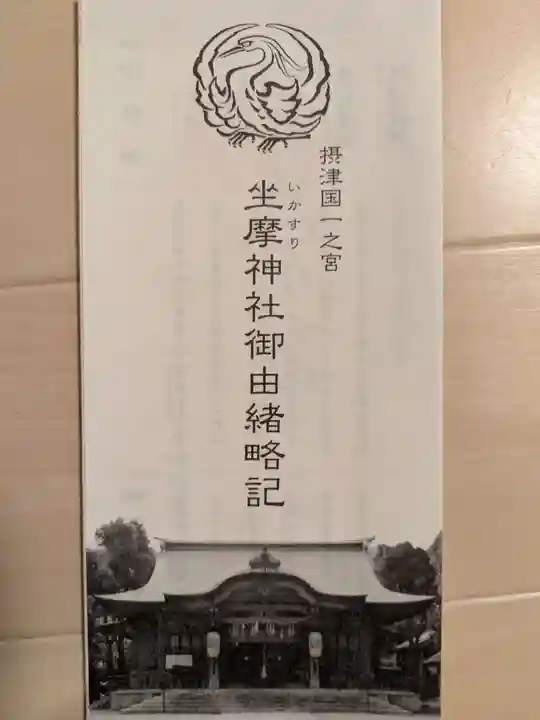 摂津国一之宮
いかすり
坐摩神社御由緒略記